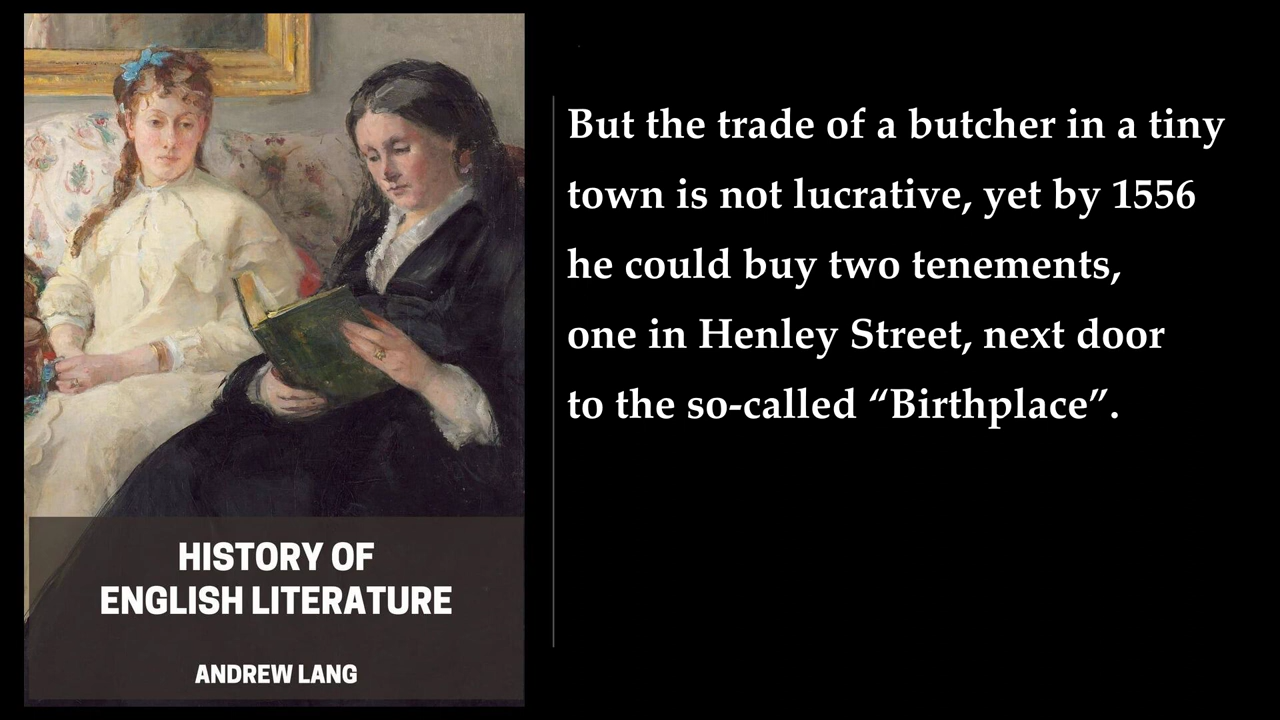 But the trade of a butcher in a tiny
town is not lucrative, yet by 1556
he could buy two tenements,
one in Henley Street, next door
to the so-called “Birthplace”.
HISTORY OF
ENGLISH LITERATURE
ANDREW LANG